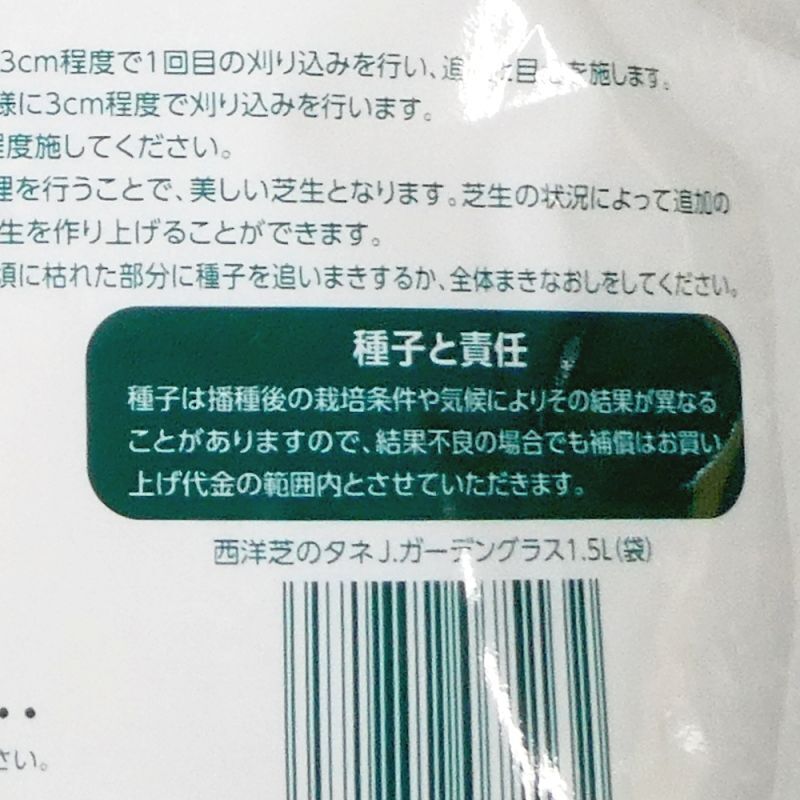 3cm程度で1回目の刈り込みを行い、追 目 を施します。
様に3cm程度で刈り込みを行います。
程度施してください。
理を行うことで、美しい芝生となります。芝生の状況によって追加の
生を作り上げることができます。
頃に枯れた部分に種子を追いまきするか、全体まきなおしをしてください。
種子と責任
種子は播種後の栽培条件や気候によりその結果が異なる
ことがありますので、結果不良の場合でも補償はお買い
上げ代金の範囲内とさせていただきます。
西洋芝のタネJ.ガーデングラス1.5L(袋)
さい。